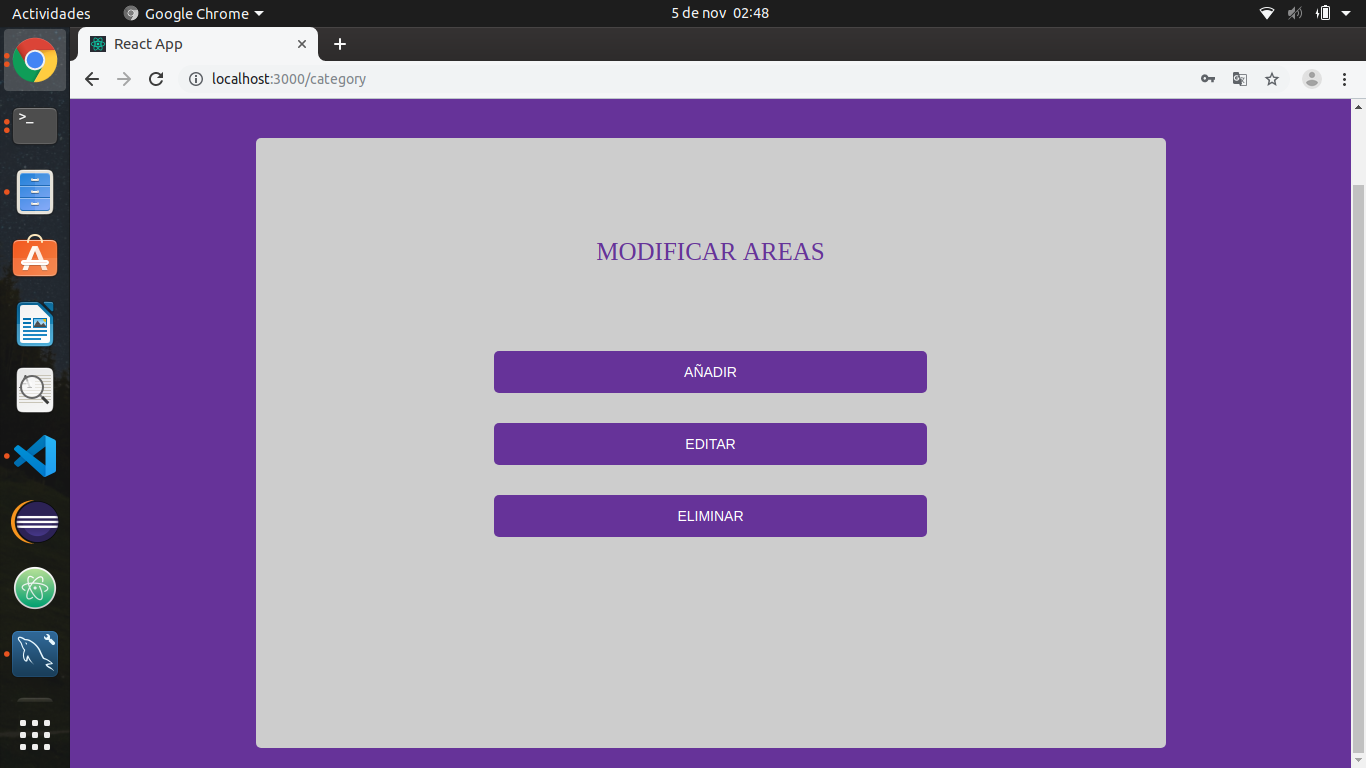 Actividades
Google Chrome
5 de nov 02:48
React App
localhost:3000/category
MODIFICAR AREAS
AÑADIR
EDITAR
ELIMINAR